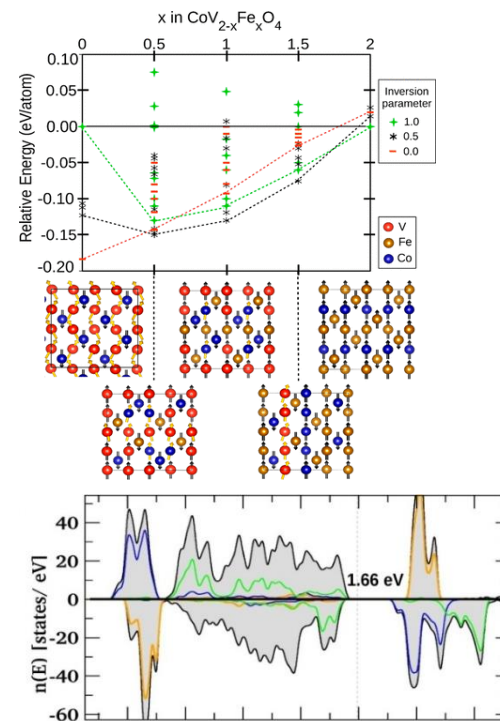 x in CoV2-xFexO4
0 0.5 1 1.5 2
0.10
0.05
0.00
-0.05
-0.10
-0.15
-0.20
Relative Energy (eV/atom)
Inversion
parameter
1.0
0.5
0.0
V
Fe
Co
40
20
0
-20
-40
-60
n(E) [states/ eV]
1.66 eV